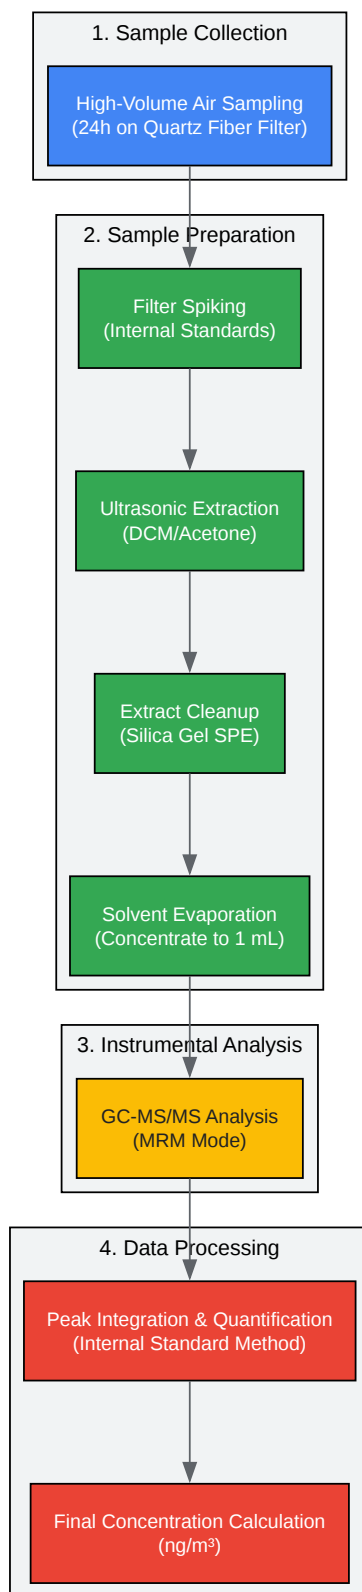 1. Sample Collection
High-Volume Air Sampling
(24h on Quartz Fiber Filter)
2. Sample Preparation
Filter Spiking
(Internal Standards)
Ultrasonic Extraction
(DCM/Acetone)
Extract Cleanup
(Silica Gel SPE)
Solvent Evaporation
(Concentrate to 1 mL)
3. Instrumental Analysis
GC-MS/MS Analysis
(MRM Mode)
4. Data Processing
Peak Integration & Quantification
(Internal Standard Method)
Final Concentration Calculation
(ng/m³)